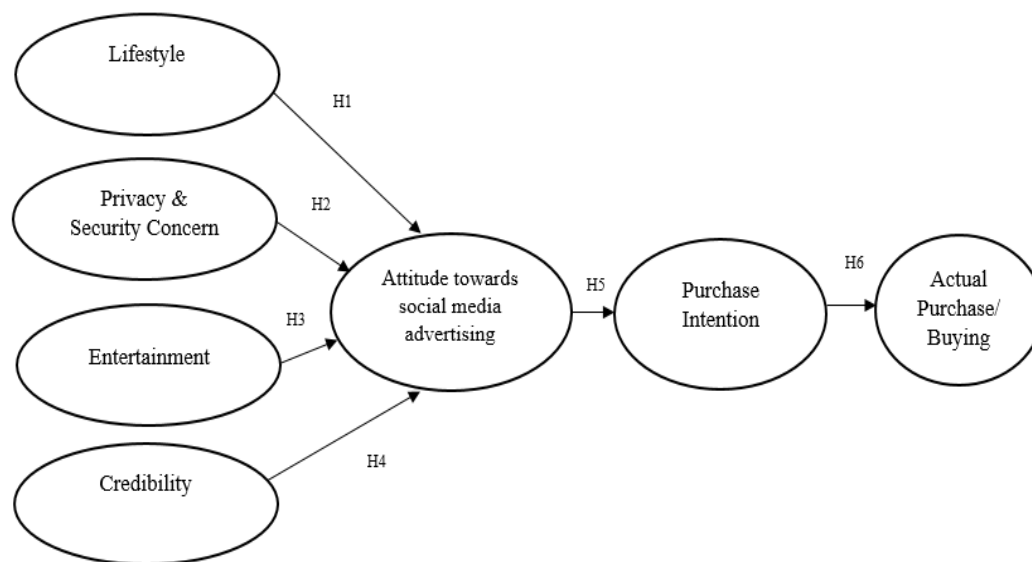 Lifestyle
H1
Privacy &
Security Concern
H2
Entertainment
H3
Credibility
H4
Attitude towards
social media
advertising
H5
Purchase
Intention
H6
Actual
Purchase/
Buying